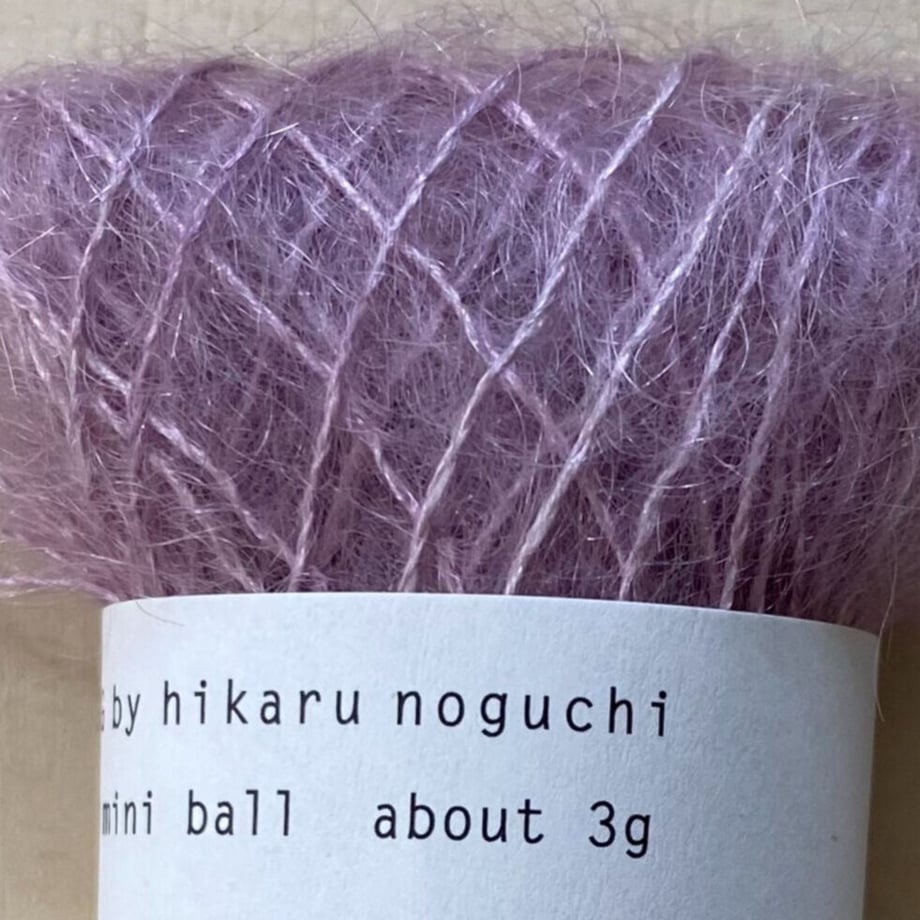 by hikaru noguchi
mini ball about 3g